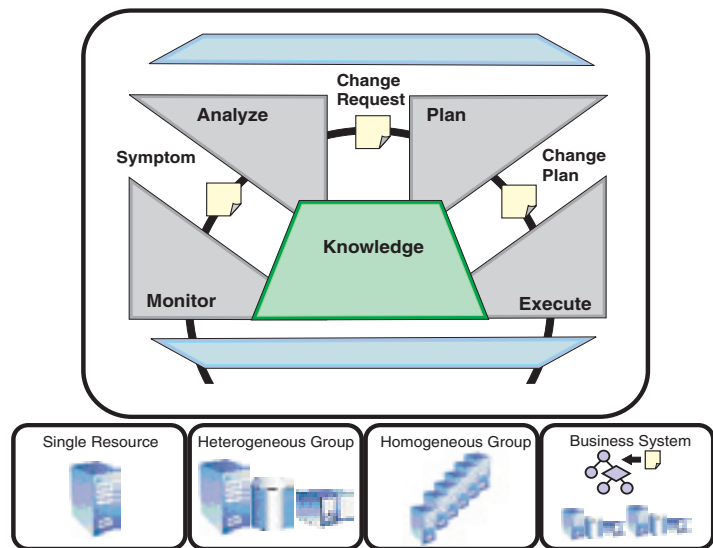 Change
Request
Analyze
Plan
Symptom
Change
Plan
Knowledge
Monitor
Execute
Single Resource
Heterogeneous Group
Homogeneous Group
Business System